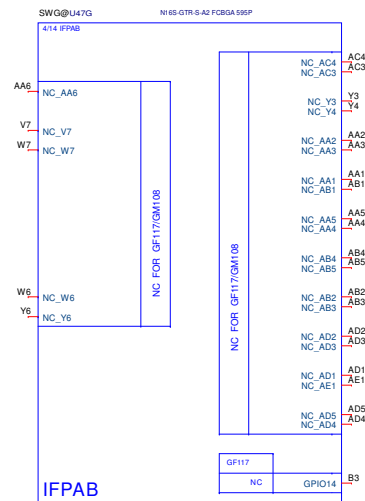 SWG@U47G
N16S-GTR-S-A2 FCBGA 595P
4/14 IFPAB
AA6 NC_AA6
V7 NC_V7
W7 NC_W7
W6 NC_W6
Y6 NC_Y6
NC FOR GF117/GM108
NC FOR GF117/GM108
NC_AC4 AC4
NC_AC3 AC3
NC_Y3 Y3
NC_Y4 Y4
NC_AA2 AA2
NC_AA3 AA3
NC_AA1 AA1
NC_AB1 AB1
NC_AA5 AA5
NC_AA4 AA4
NC_AB4 AB4
NC_AB5 AB5
NC_AB2 AB2
NC_AB3 AB3
NC_AD2 AD2
NC_AD3 AD3
NC_AD1 AD1
NC_AE1 AE1
NC_AD5 AD5
NC_AD4 AD4
GF117
NC GPIO14 B3
IFPAB